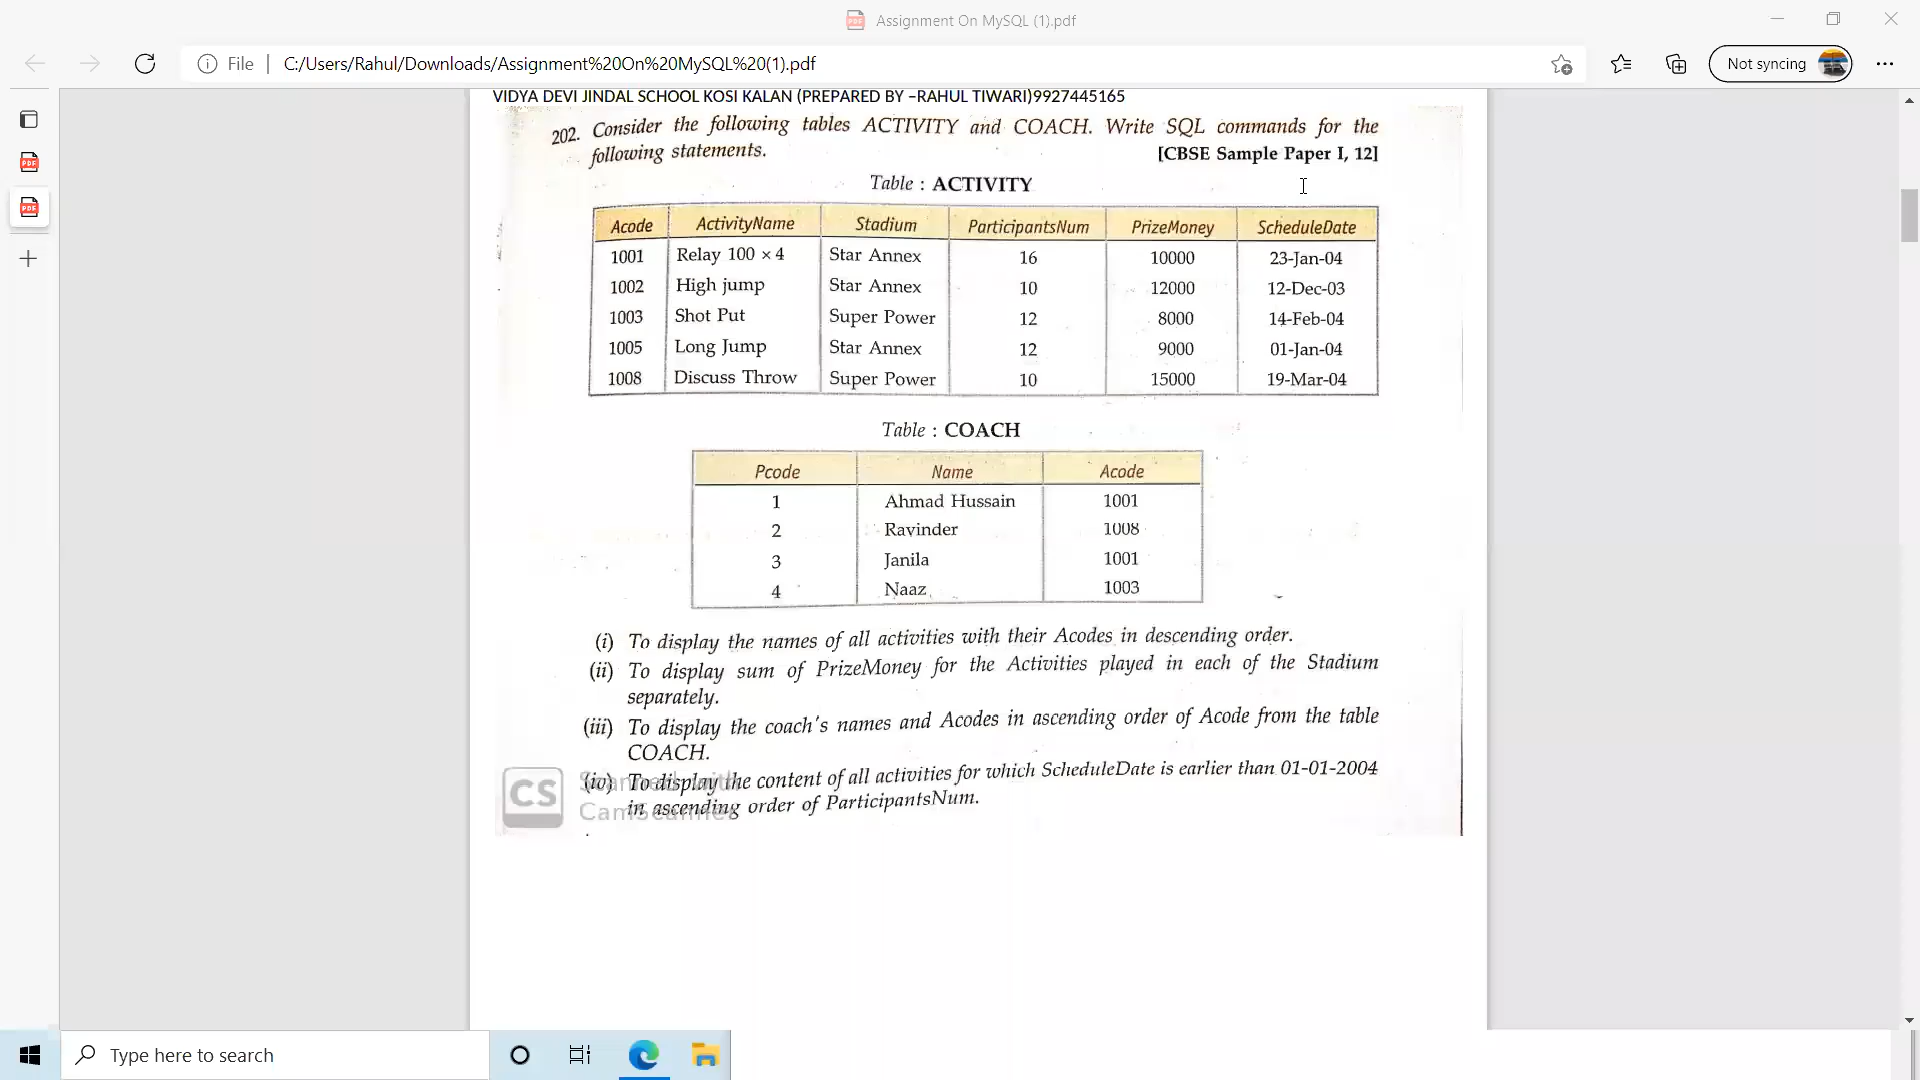 Assignment On MySQL (1).pdf
File
C:/Users/Rahul/Downloads/Assignment%20On%20MySQL%20(1).pdf
Not syncing
VIDYA DEVI JINDAL SCHOOL KOSI KALAN (PREPARED BY –RAHUL TIWARI)9927445165
202. Consider the following tables ACTIVITY and COACH. Write SQL commands for the
following statements. [CBSE Sample Paper I, 12]
Table : ACTIVITY
Acode ActivityName Stadium ParticipantsNum PrizeMoney ScheduleDate
1001 Relay 100 × 4 Star Annex 16 10000 23-Jan-04
1002 High jump Star Annex 10 12000 12-Dec-03
1003 Shot Put Super Power 12 8000 14-Feb-04
1005 Long Jump Star Annex 12 9000 01-Jan-04
1008 Discuss Throw Super Power 10 15000 19-Mar-04
Table : COACH
Pcode Name Acode
1 Ahmad Hussain 1001
2 Ravinder 1008
3 Janila 1001
4 Naaz 1003
(i) To display the names of all activities with their Acodes in descending order.
(ii) To display sum of PrizeMoney for the Activities played in each of the Stadium
separately.
(iii) To display the coach's names and Acodes in ascending order of Acode from the table
COACH.
(iv) To display the content of all activities for which ScheduleDate is earlier than 01-01-2004
in ascending order of ParticipantsNum.
CS
Scanned with
CamScanner
Type here to search